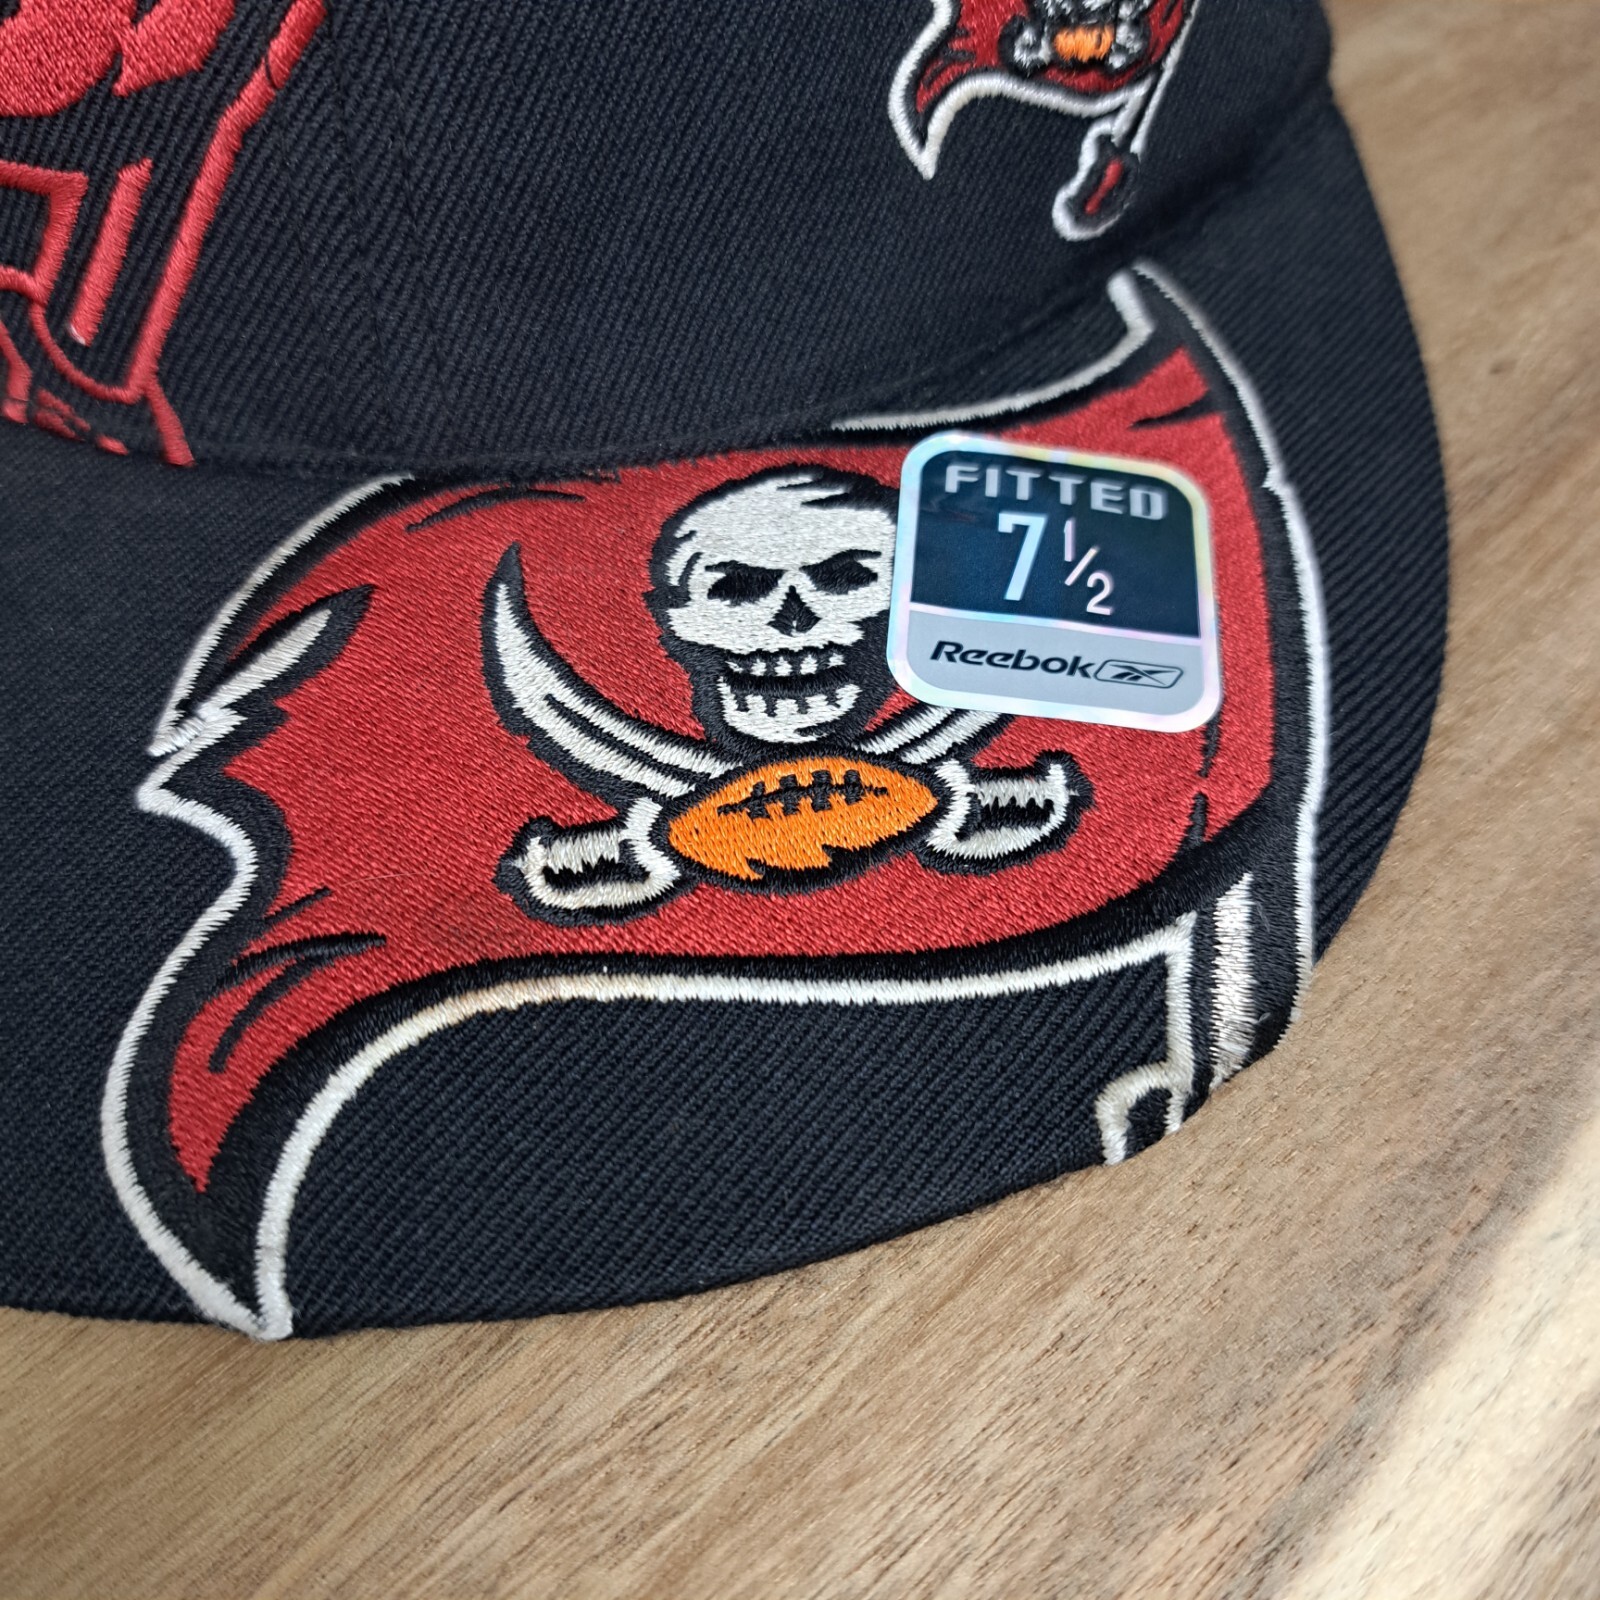 FITTED
7 1/2
Reebok